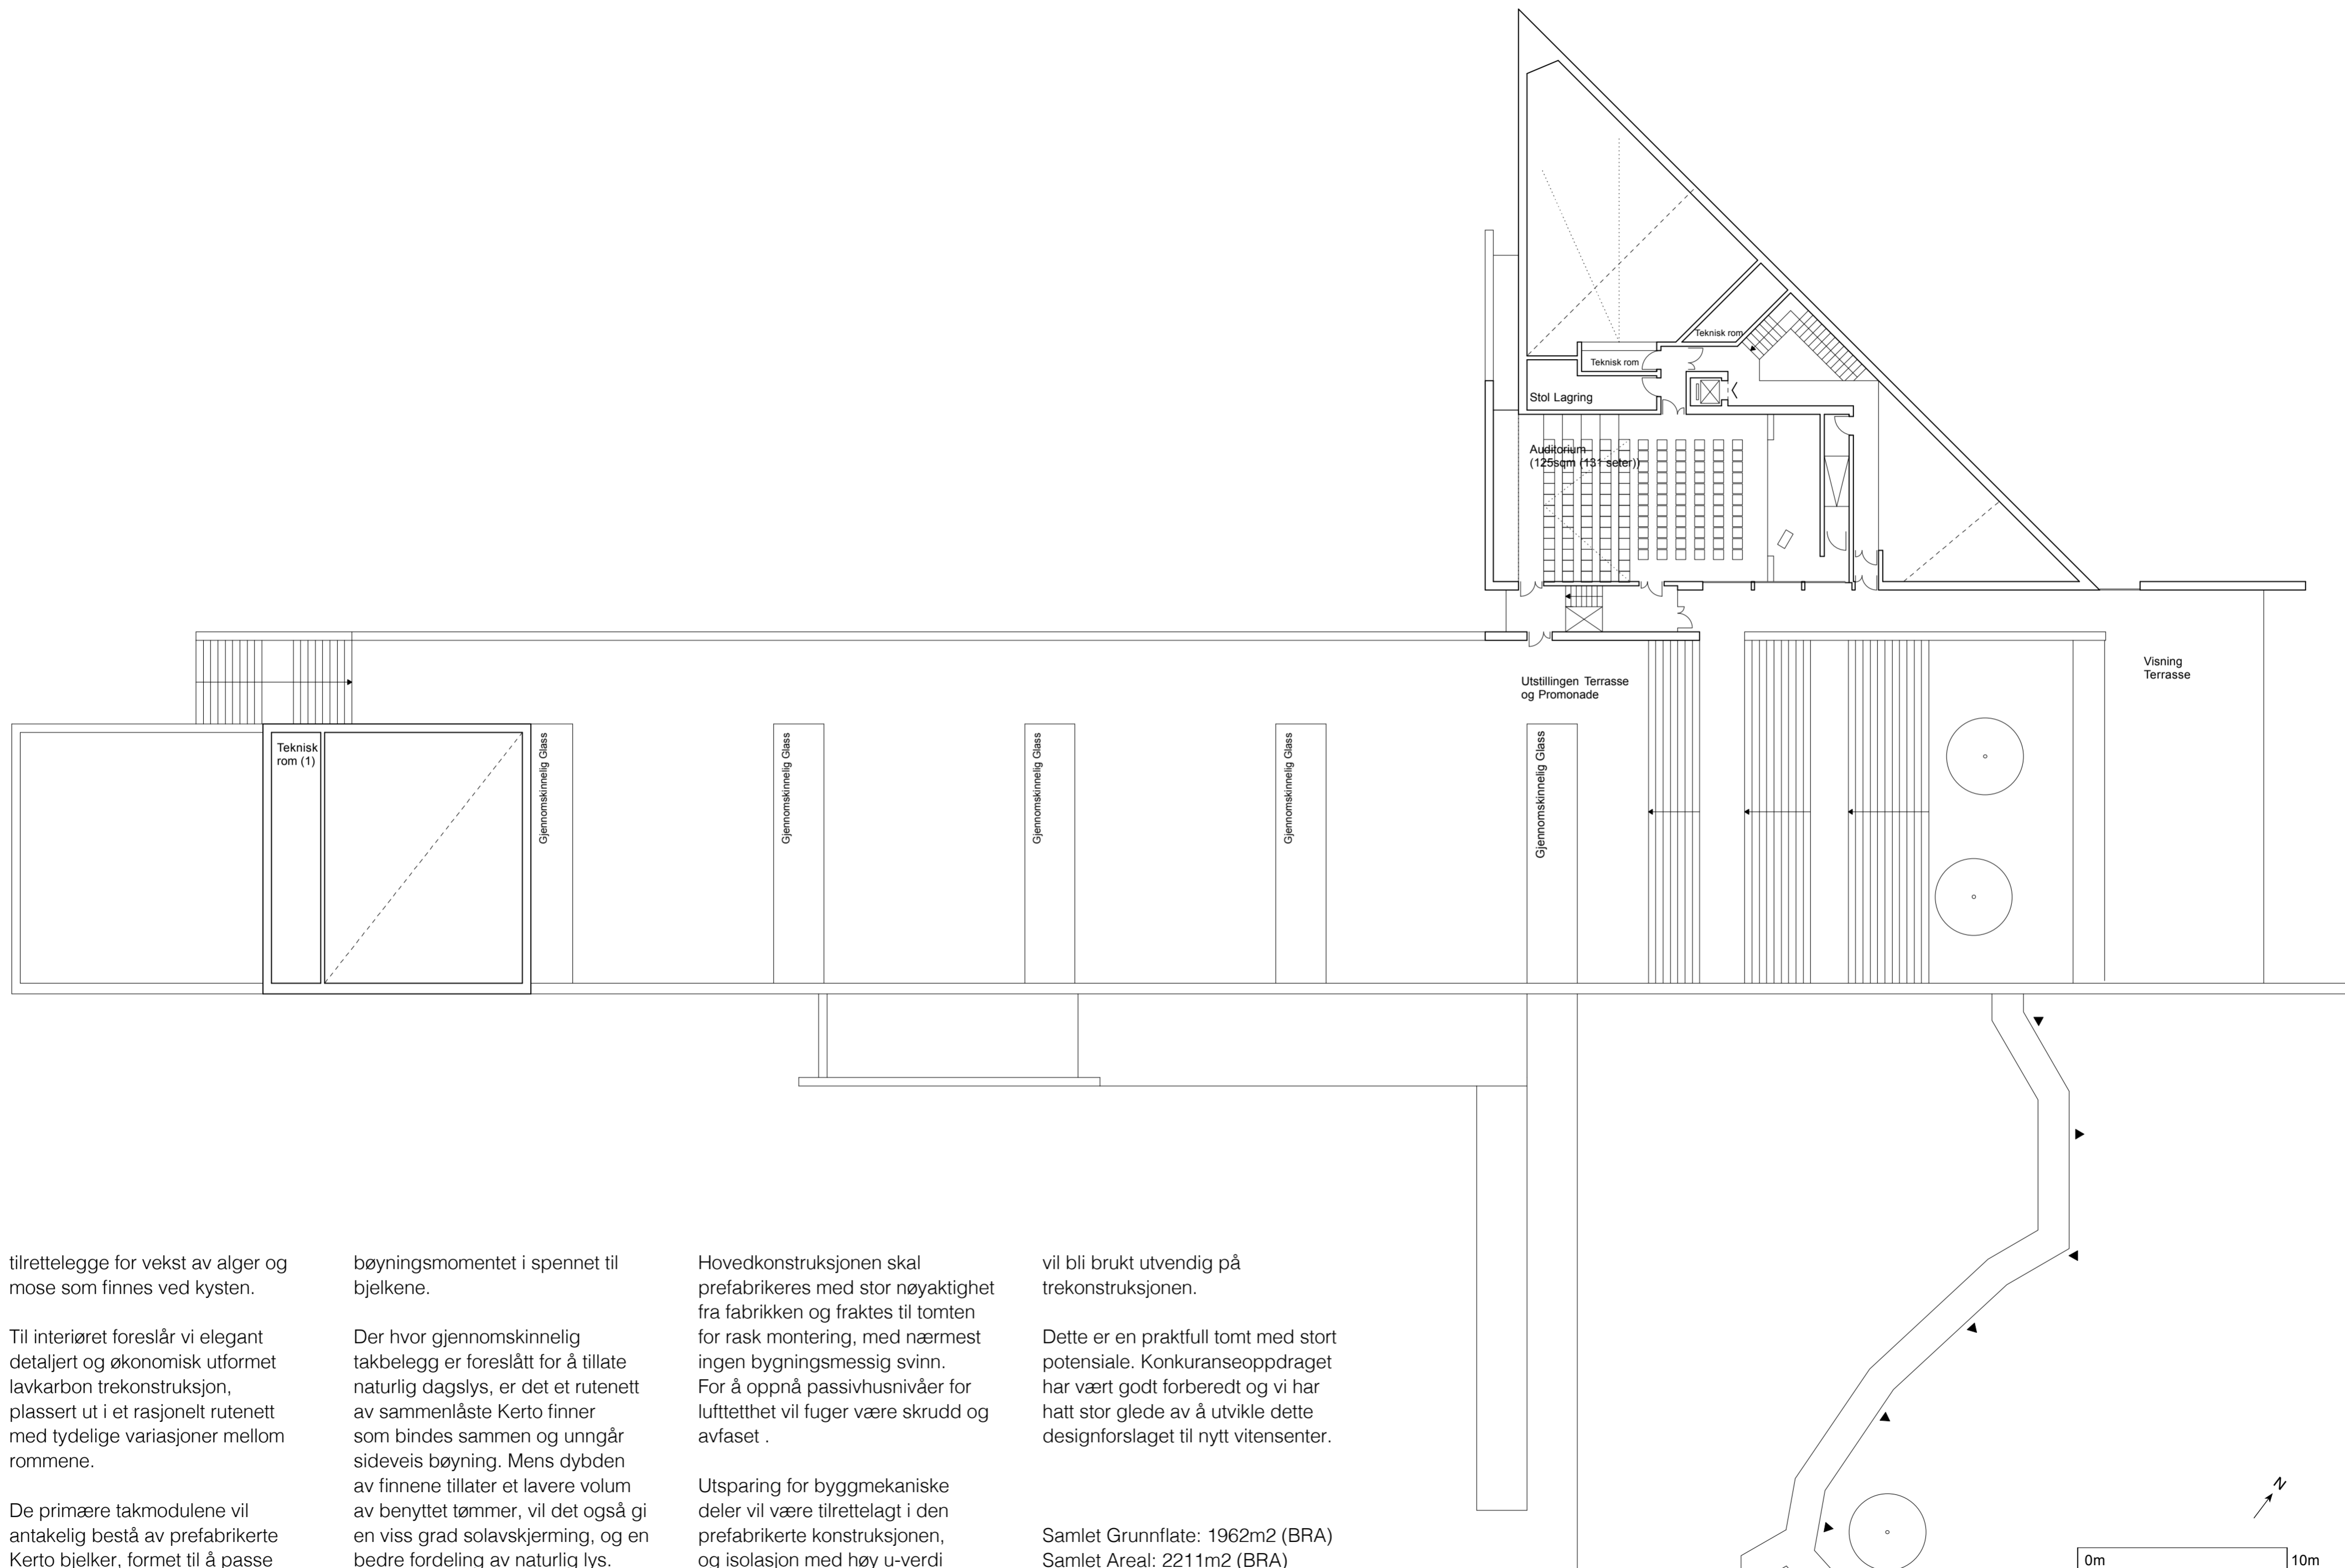 Teknisk rom
Teknisk rom
Stol Lagring
Auditorium
(125sqm (131 seter))
Utstillingen Terrasse
og Promonade
Visning
Terrasse
Teknisk
rom (1)
Gjennomskinnelig Glass
Gjennomskinnelig Glass
Gjennomskinnelig Glass
Gjennomskinnelig Glass
Gjennomskinnelig Glass
tilrettelegge for vekst av alger og
mose som finnes ved kysten.
Til interiøret foreslår vi elegant
detaljert og økonomisk utformet
lavkarbon trekonstruksjon,
plassert ut i et rasjonelt rutenett
med tydelige variasjoner mellom
rommene.
De primære takmodulene vil
antakelig bestå av prefabrikerte
Kerto bjelker, formet til å passe
bøyningsmomentet i spennet til
bjelkene.
Der hvor gjennomskinnelig
takbelegg er foreslått for å tillate
naturlig dagslys, er det et rutenett
av sammenlåste Kerto finner
som bindes sammen og unngår
sideveis bøyning. Mens dybden
av finnene tillater et lavere volum
av benyttet tømmer, vil det også gi
en viss grad solavskjerming, og en
bedre fordeling av naturlig lys.
Hovedkonstruksjonen skal
prefabrikeres med stor nøyaktighet
fra fabrikken og fraktes til tomten
for rask montering, med nærmest
ingen bygningsmessig svinn.
For å oppnå passivhusnivåer for
lufttetthet vil fuger være skrudd og
avfaset .
Utsparing for byggmekaniske
deler vil være tilrettelagt i den
prefabrikerte konstruksjonen,
og isolasjon med høy u-verdi
vil bli brukt utvendig på
trekonstruksjonen.
Dette er en praktfull tomt med stort
potensiale. Konkuranseoppdraget
har vært godt forberedt og vi har
hatt stor glede av å utvikle dette
designforslaget til nytt vitensenter.
Samlet Grunnflate: 1962m2 (BRA)
Samlet Areal: 2211m2 (BRA)
N
0m 10m